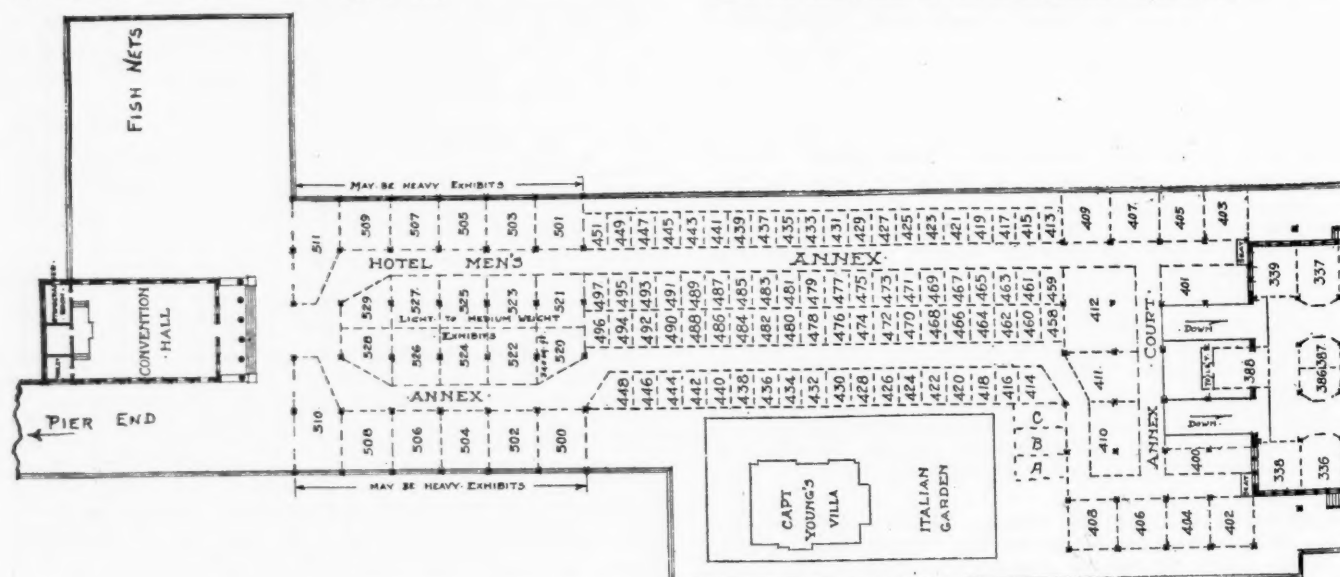 FISH NETS
MAY BE HEAVY EXHIBITS
511 509 507 505 503 501
451 449 447 445 443 441 439 437 435 433 431 429 427 425 423 421 419 417 415 413
409 407 405 403
HOTEL MEN'S ANNEX
529 527 525 523 521
LIGHT TO MEDIUM WEIGHT
EXHIBITS
528 526 524 522 520
497 495 493 491 489 487 485 483 481 479 477 475 473 471 469 467 465 463 461 459
496 494 492 490 488 486 484 482 480 478 476 474 472 470 468 466 464 462 460 458
ANNEX
448 446 444 442 440 438 436 434 432 430 428 426 424 422 420 418 416 414
510 508 506 504 502 500
MAY BE HEAVY EXHIBITS
CONVENTION
HALL
TOILET
PIER END
CAPT
YOUNG'S
VILLA
ITALIAN
GARDEN
C
B
A
412
411
410
ANNEX COURT
401
DOWN
TOILET
388
DOWN
400
SEAT
SEAT
408 406 404 402
339 337
386 387
338 336